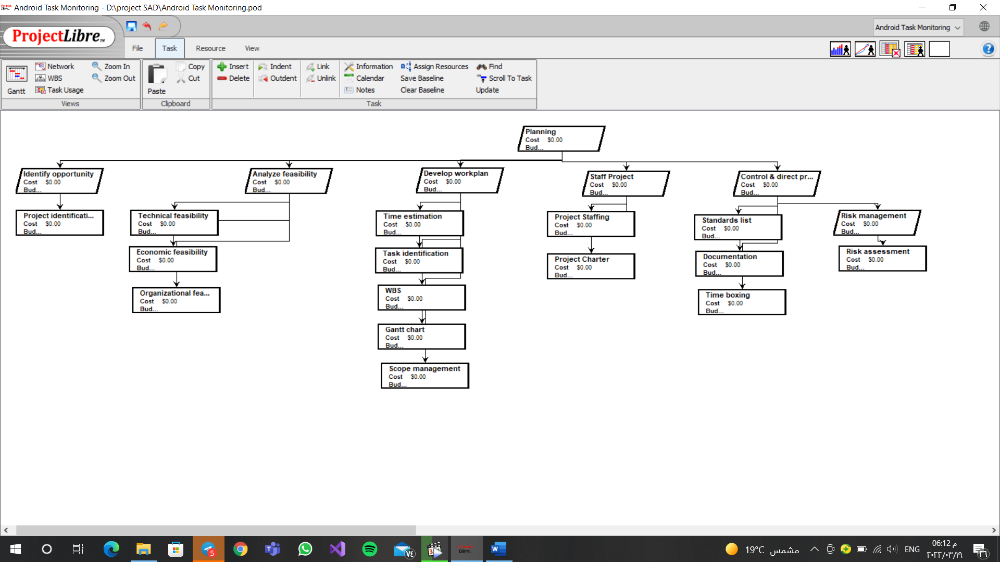 Android Task Monitoring - D:\project SAD\Android Task Monitoring.pod
ProjectLibre TM
Android Task Monitoring
File Task Resource View
Gantt
Network
WBS
Task Usage
Zoom In
Zoom Out
Views
Paste
Copy
Cut
Clipboard
Insert
Delete
Indent
Outdent
Link
Unlink
Information
Calendar
Notes
Assign Resources
Save Baseline
Clear Baseline
Find
Scroll To Task
Update
Task
Planning
Cost $0.00
Bud...
Identify opportunity
Cost $0.00
Bud...
Analyze feasibility
Cost $0.00
Bud...
Develop workplan
Cost $0.00
Bud...
Staff Project
Cost $0.00
Bud...
Control & direct pr...
Cost $0.00
Bud...
Project identificati...
Cost $0.00
Bud...
Technical feasibility
Cost $0.00
Bud...
Time estimation
Cost $0.00
Bud...
Project Staffing
Cost $0.00
Bud...
Standards list
Cost $0.00
Bud...
Risk management
Cost $0.00
Bud...
Economic feasibility
Cost $0.00
Bud...
Task identification
Cost $0.00
Bud...
Project Charter
Cost $0.00
Bud...
Documentation
Cost $0.00
Bud...
Risk assessment
Cost $0.00
Bud...
Organizational fea...
Cost $0.00
Bud...
WBS
Cost $0.00
Bud...
Time boxing
Cost $0.00
Bud...
Gantt chart
Cost $0.00
Bud...
Scope management
Cost $0.00
Bud...
5
٧٤
3
Project Libre
W
19°C مشمس
ENG
06:12 م
٢٠٢٢/٠٣/١٩
٢٦